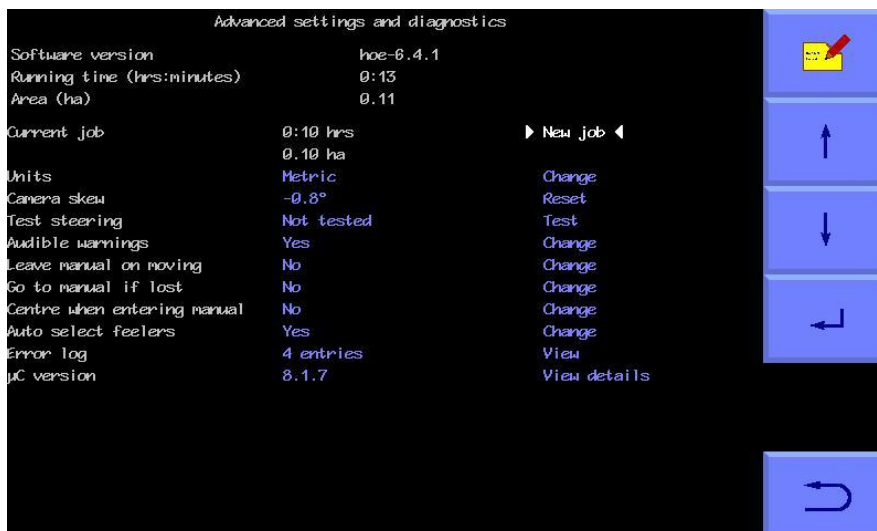 Advanced settings and diagnostics
Software version hoe-6.4.1
Running time (hrs:minutes) 0:13
Area (ha) 0.11
Current job 0:10 hrs New job
0.10 ha
Units Metric Change
Camera skew -0.8° Reset
Test steering Not tested Test
Audible warnings Yes Change
Leave manual on moving No Change
Go to manual if lost No Change
Centre when entering manual No Change
Auto select feelers Yes Change
Error log 4 entries View
µC version 8.1.7 View details